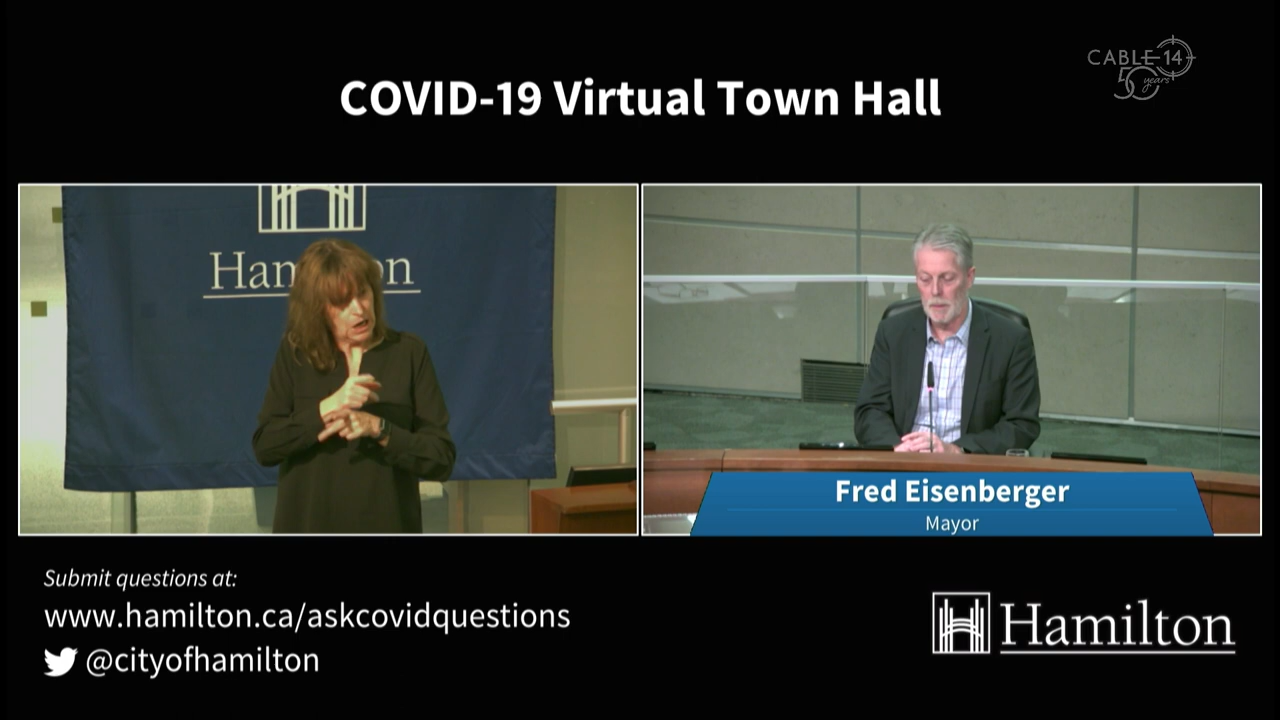 COVID-19 Virtual Town Hall
CABLE 14
50 years
Hamilton
Fred Eisenberger
Mayor
Submit questions at:
www.hamilton.ca/askcovidquestions
@cityofhamilton
Hamilton